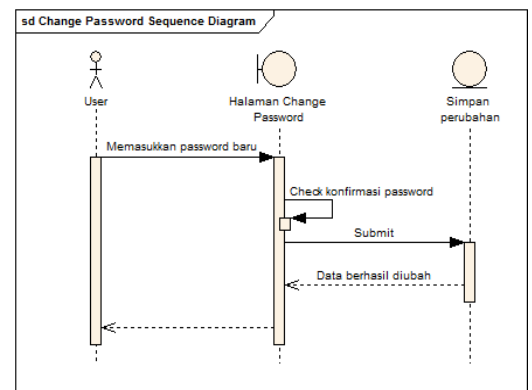 sd Change Password Sequence Diagram
User
Halaman Change
Password
Simpan
perubahan
Memasukkan password baru
Check konfirmasi password
Submit
Data berhasil diubah